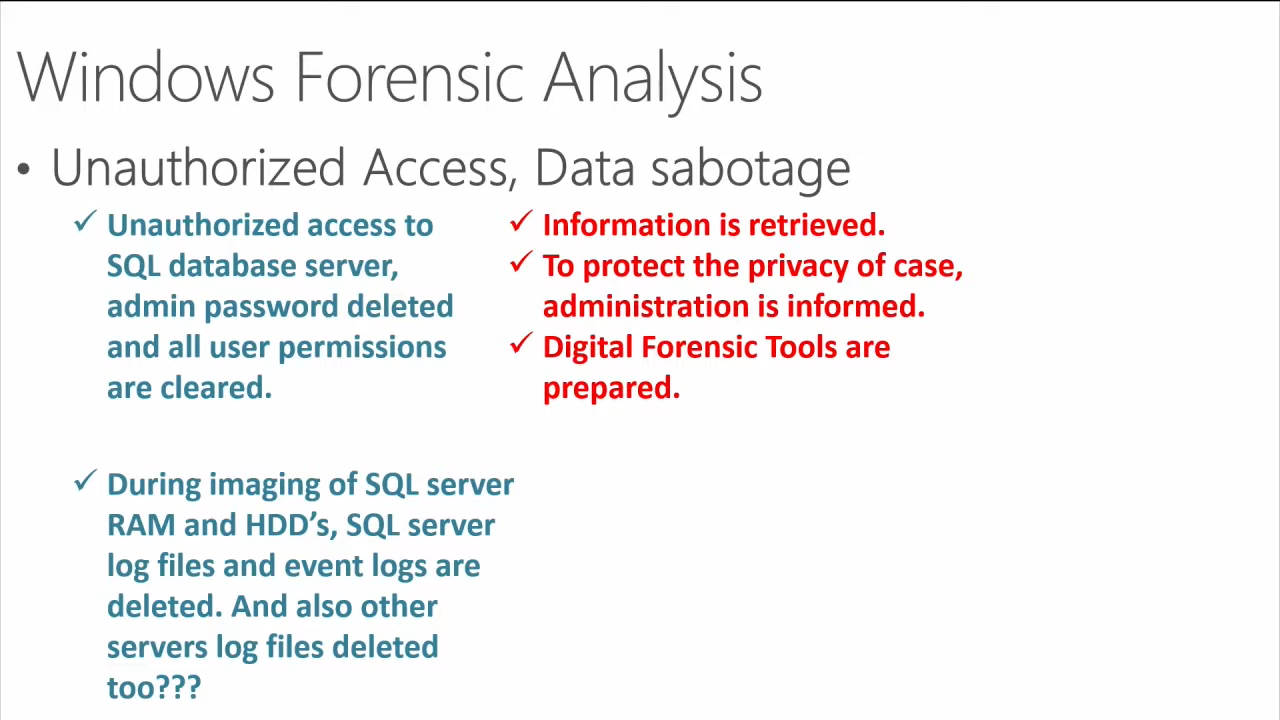 Windows Forensic Analysis
• Unauthorized Access, Data sabotage
✓ Unauthorized access to
SQL database server,
admin password deleted
and all user permissions
are cleared.
✓ Information is retrieved.
✓ To protect the privacy of case,
administration is informed.
✓ Digital Forensic Tools are
prepared.
✓ During imaging of SQL server
RAM and HDD’s, SQL server
log files and event logs are
deleted. And also other
servers log files deleted
too???